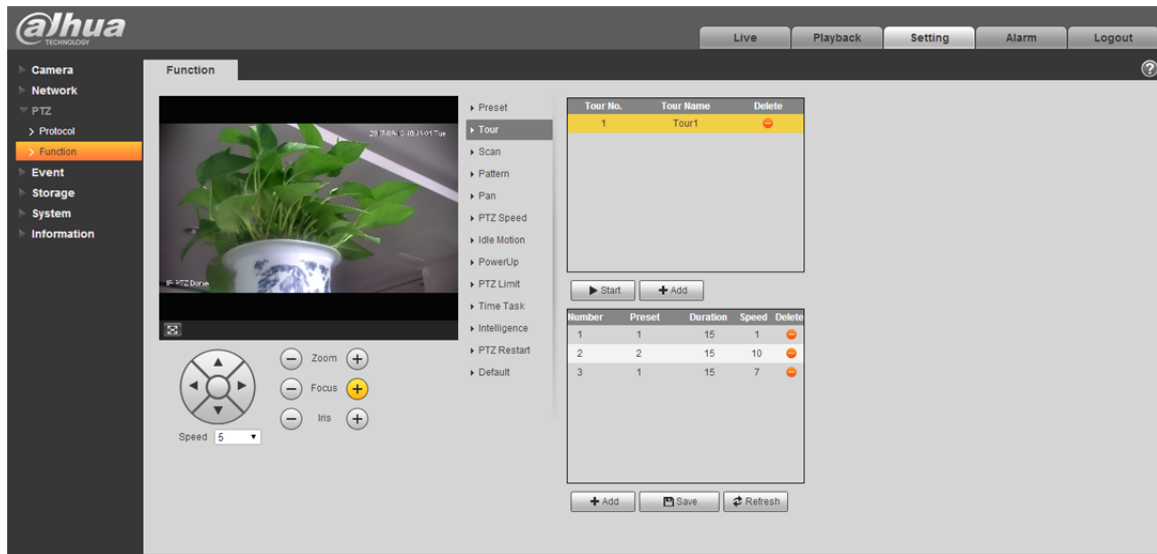 alhua
TECHNOLOGY
Live
Playback
Setting
Alarm
Logout
Camera
Network
PTZ
Protocol
Function
Event
Storage
System
Information
Function
?
IP PTZ Dome
Zoom
Focus
Iris
Speed 5
Preset
Tour
Scan
Pattern
Pan
PTZ Speed
Idle Motion
PowerUp
PTZ Limit
Time Task
Intelligence
PTZ Restart
Default
Tour No. Tour Name Delete
1 Tour1
Start Add
Number Preset Duration Speed Delete
1 1 15 1
2 2 15 10
3 1 15 7
Add Save Refresh